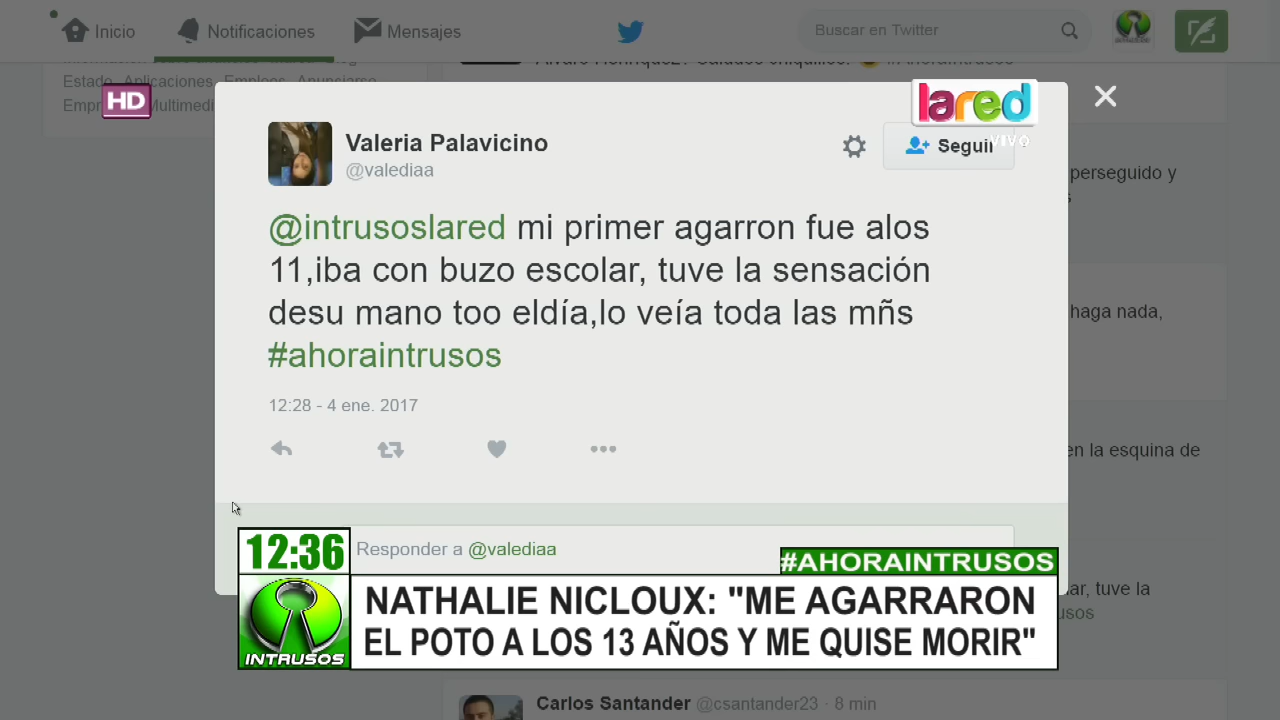 Inicio
Notificaciones
Mensajes
Buscar en Twitter
Estado Aplicaciones Empleos Anunciarse
HD
lared
VIVO
Valeria Palavicino
@valediaa
Seguir
perseguido y
@intrusoslared mi primer agarron fue alos
11,iba con buzo escolar, tuve la sensación
desu mano too eldía,lo veía toda las mñs
#ahoraintrusos
haga nada,
12:28 - 4 ene. 2017
en la esquina de
12:36
Responder a @valediaa
#AHORAINTRUSOS
ar, tuve la
usos
NATHALIE NICLOUX: "ME AGARRARON
EL POTO A LOS 13 AÑOS Y ME QUISE MORIR"
INTRUSOS
Carlos Santander @csantander23 · 8 min